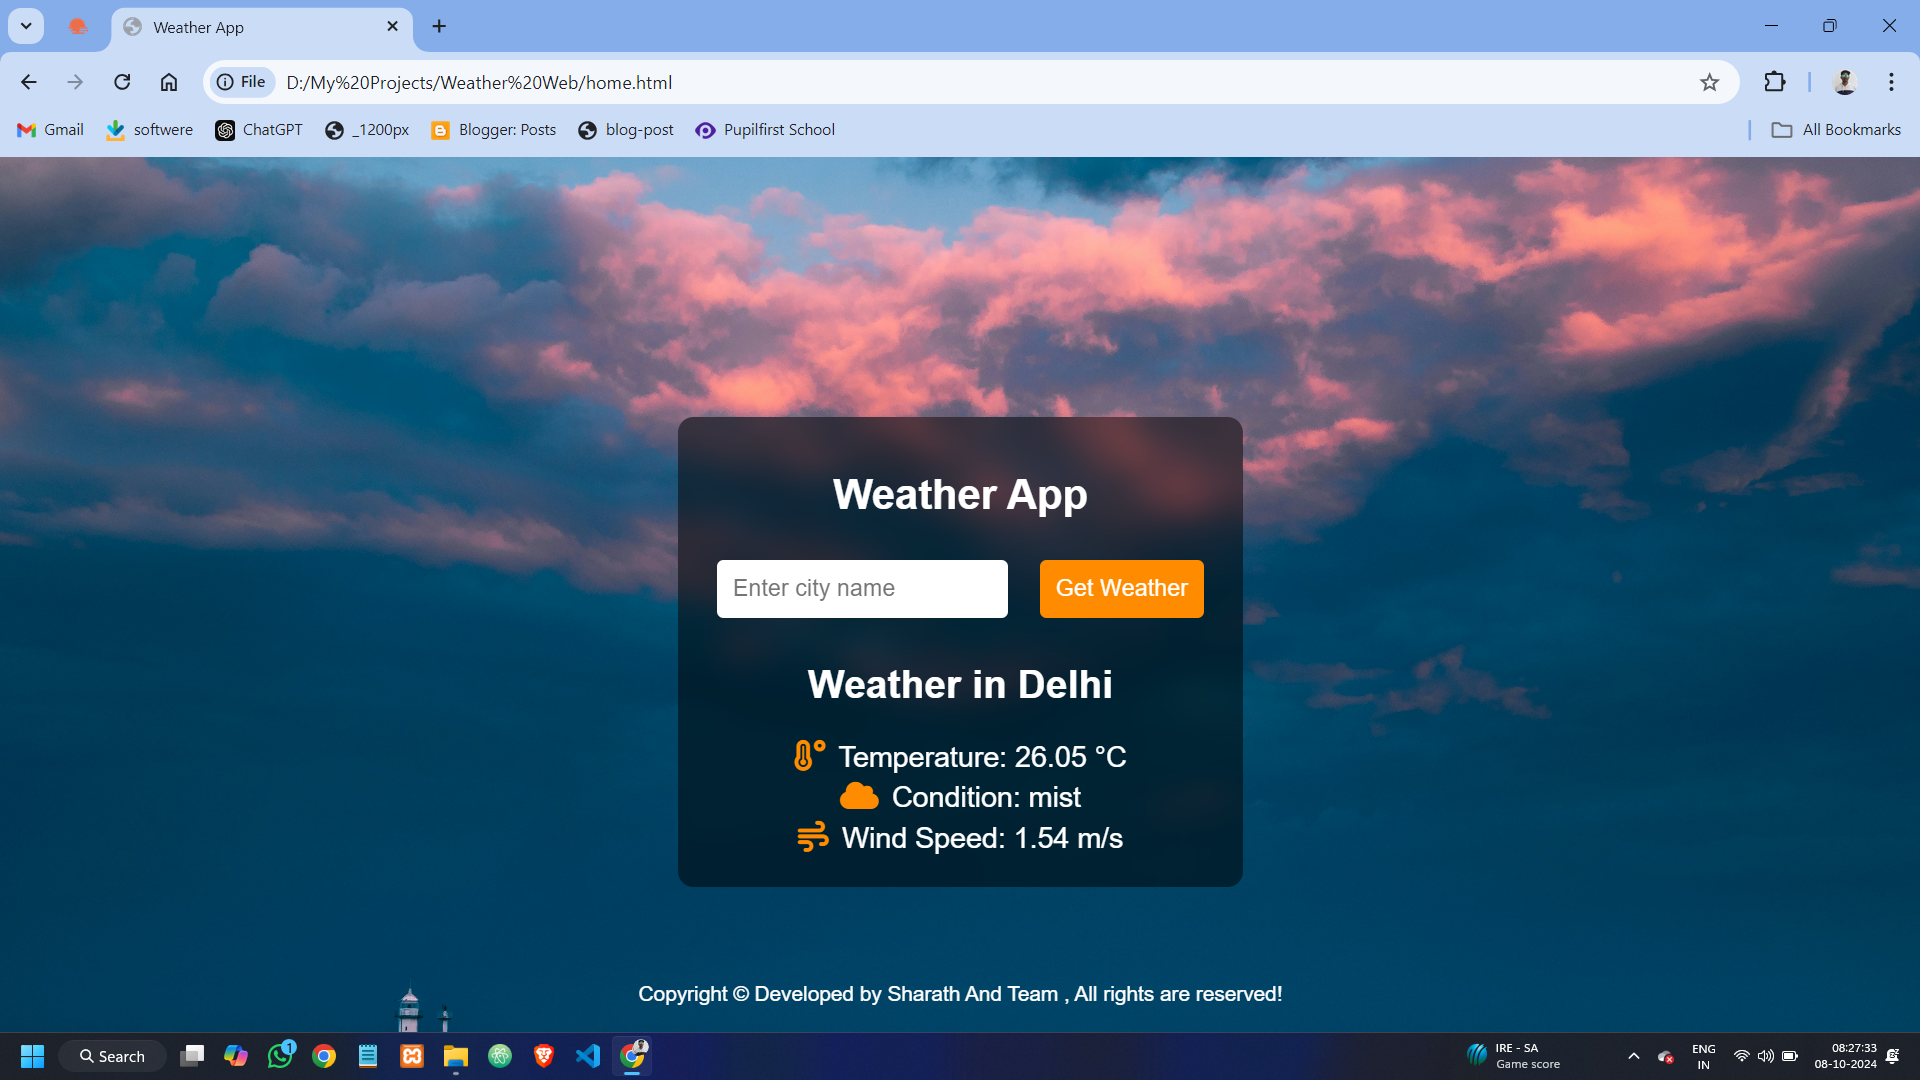 Weather App
File
D:/My%20Projects/Weather%20Web/home.html
Gmail
softwere
ChatGPT
_1200px
Blogger: Posts
blog-post
Pupilfirst School
All Bookmarks
Weather App
Enter city name
Get Weather
Weather in Delhi
Temperature: 26.05 °C
Condition: mist
Wind Speed: 1.54 m/s
Copyright © Developed by Sharath And Team , All rights are reserved!
Search
1
IRE - SA
Game score
ENG
IN
08:27:33
08-10-2024